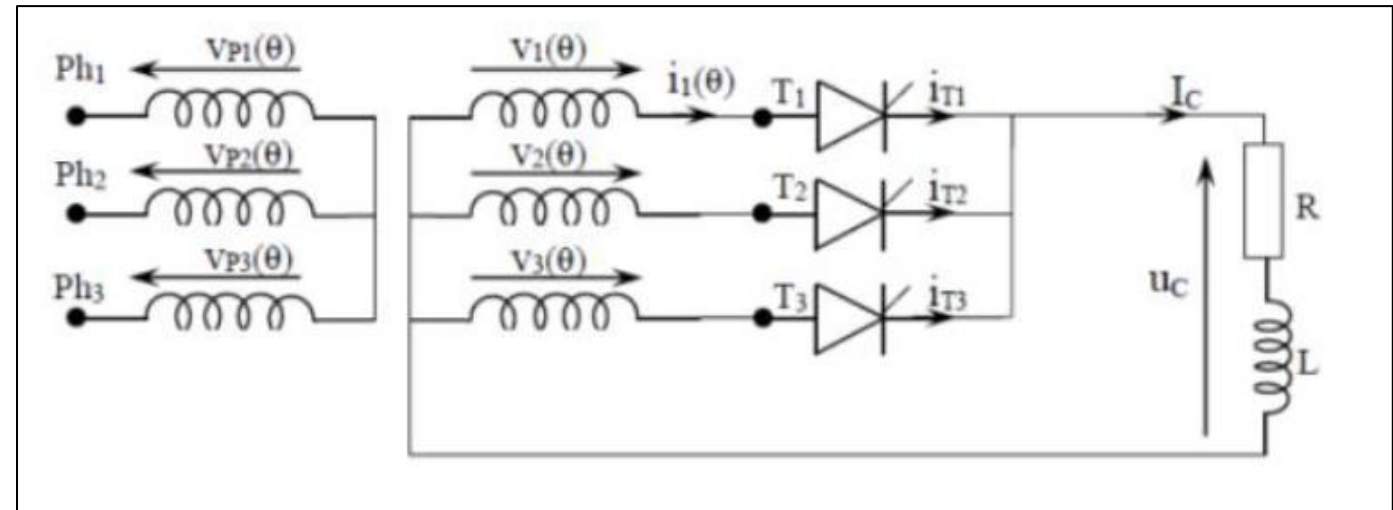 Ph1 vP1(θ) v1(θ) i1(θ) T1 iT1 IC
Ph2 vP2(θ) v2(θ) T2 iT2 R
Ph3 vP3(θ) v3(θ) T3 iT3 uC
L